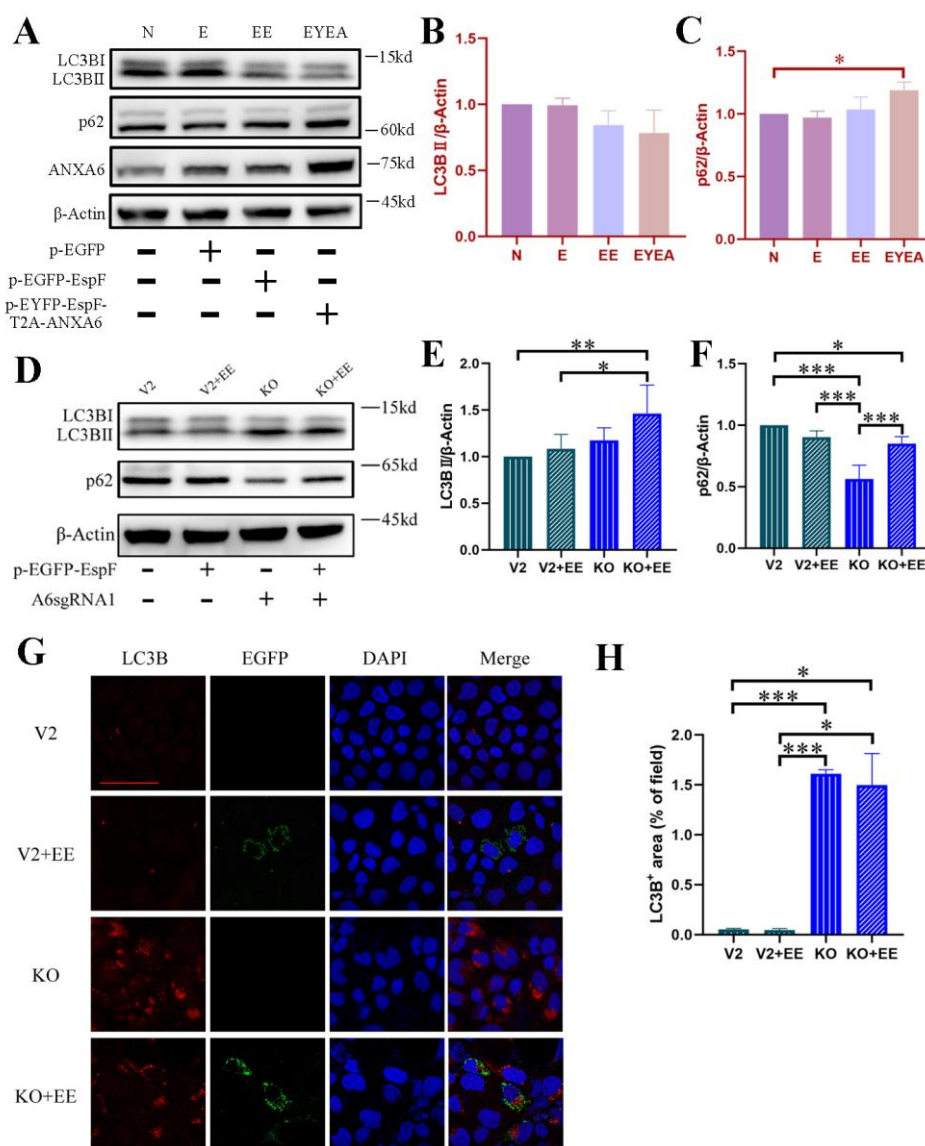 A
N E EE EYEA
LC3BI
LC3BII
15kd
p62
60kd
ANXA6
75kd
β-Actin
45kd
p-EGFP − + − −
p-EGFP-EspF − − + −
p-EYFP-EspF-
T2A-ANXA6 − − − +
B
LC3B II/β-Actin
1.5
1.0
0.5
0.0
N E EE EYEA
C
p62/β-Actin
1.5
1.0
0.5
0.0
*
N E EE EYEA
D
V2 V2+EE KO KO+EE
LC3BI
LC3BII
15kd
p62
65kd
β-Actin
45kd
p-EGFP-EspF − + − +
A6sgRNA1 − − + +
E
LC3B II/β-Actin
2.0
1.5
1.0
0.5
0.0
**
*
V2 V2+EE KO KO+EE
F
p62/β-Actin
1.5
1.0
0.5
0.0
*
***
***
***
V2 V2+EE KO KO+EE
G
LC3B EGFP DAPI Merge
V2
V2+EE
KO
KO+EE
H
LC3B+ area (% of field)
2.0
1.5
1.0
0.5
0.0
*
***
*
***
V2 V2+EE KO KO+EE